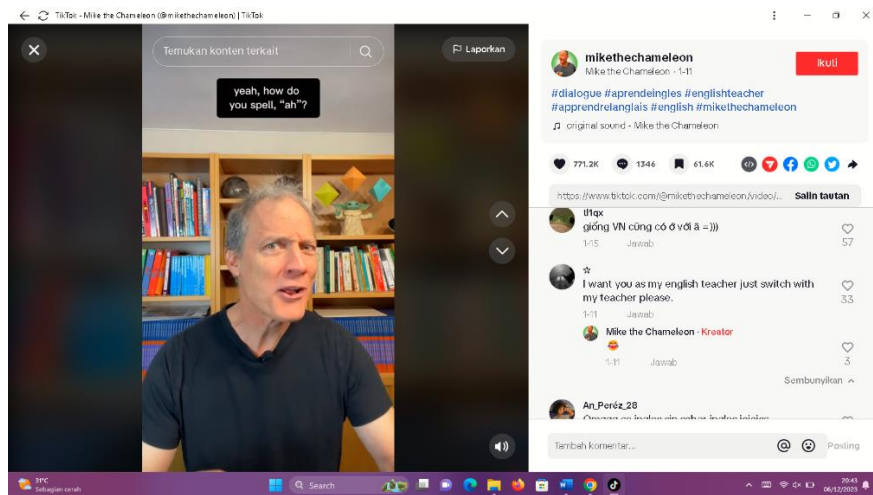 TikTok - Mike the Chameleon (@mikethechameleon) | TikTok
Temukan konten terkait
Laporkan
yeah, how do
you spell, "ah"?
mikethechameleon
Mike the Chameleon · 1-11
Ikuti
#dialogue #aprendeingles #englishteacher
#apprendrelanglais #english #mikethechameleon
original sound - Mike the Chameleon
771.2K
1346
61.6K
https://www.tiktok.com/@mikethechameleon/video/...
Salin tautan
giống VN cũng có ở với ă =)))
1-15 Jawab
57
I want you as my english teacher just switch with
my teacher please.
1-11 Jawab
33
Mike the Chameleon · Kreator
1-11 Jawab
3
Sembunyikan
An_Peréz_28
Tambah komentar...
Posting
31°C
Sebagian cerah
Search
20:43
06/12/2023